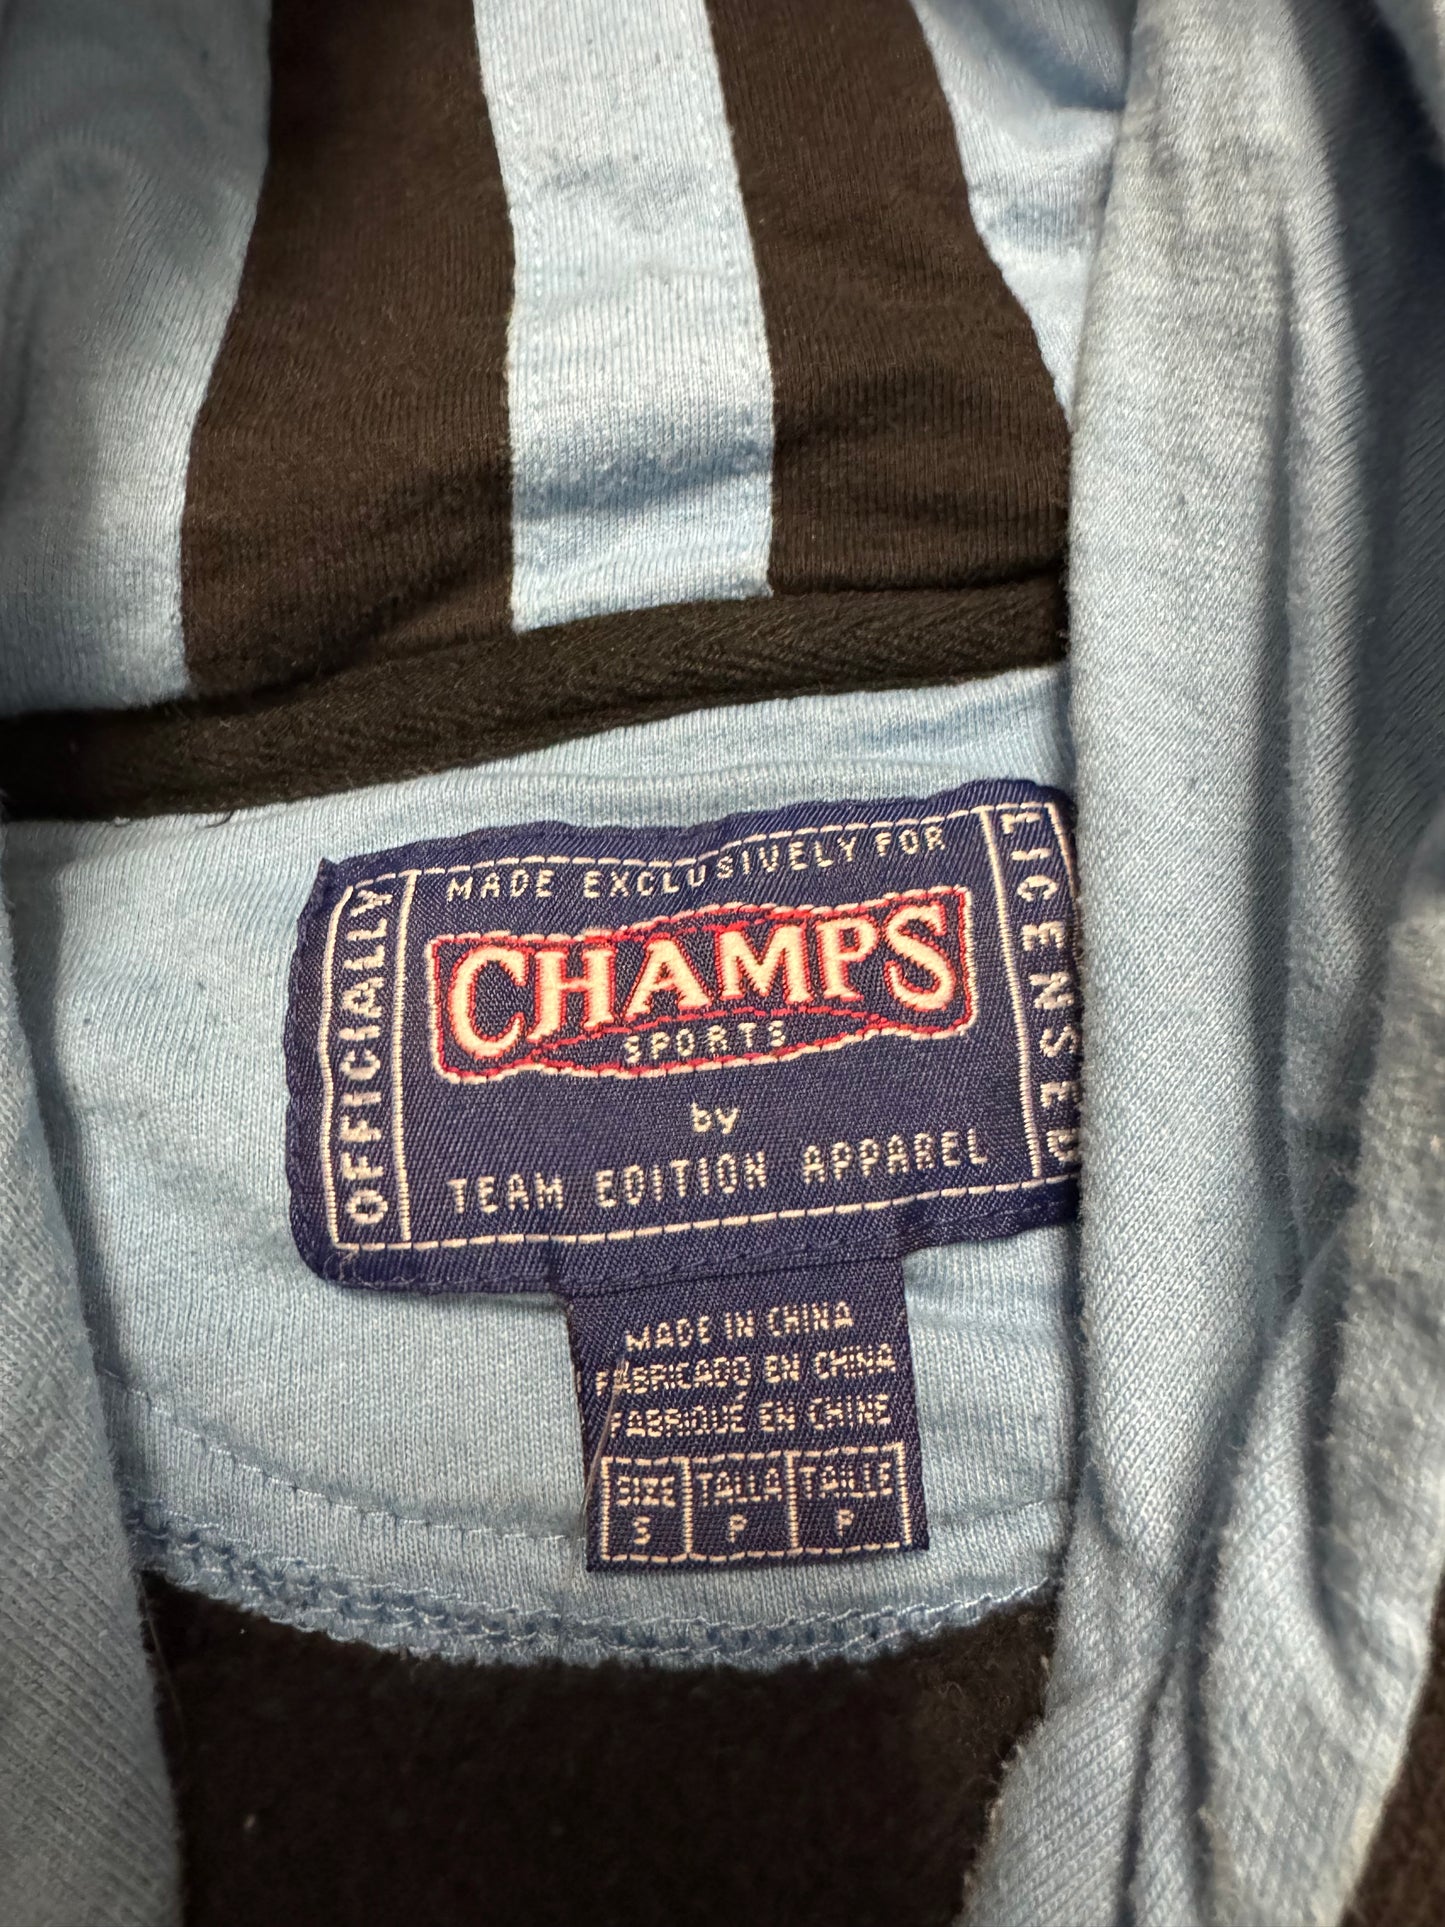 MADE EXCLUSIVELY FOR
OFFICIALLY
CHAMPS
SPORTS
LICENSED
by
TEAM EDITION APPAREL
MADE IN CHINA
FABRICADO EN CHINA
FABRIQUÉ EN CHINE
SIZE TALLA TAILLE
S P P